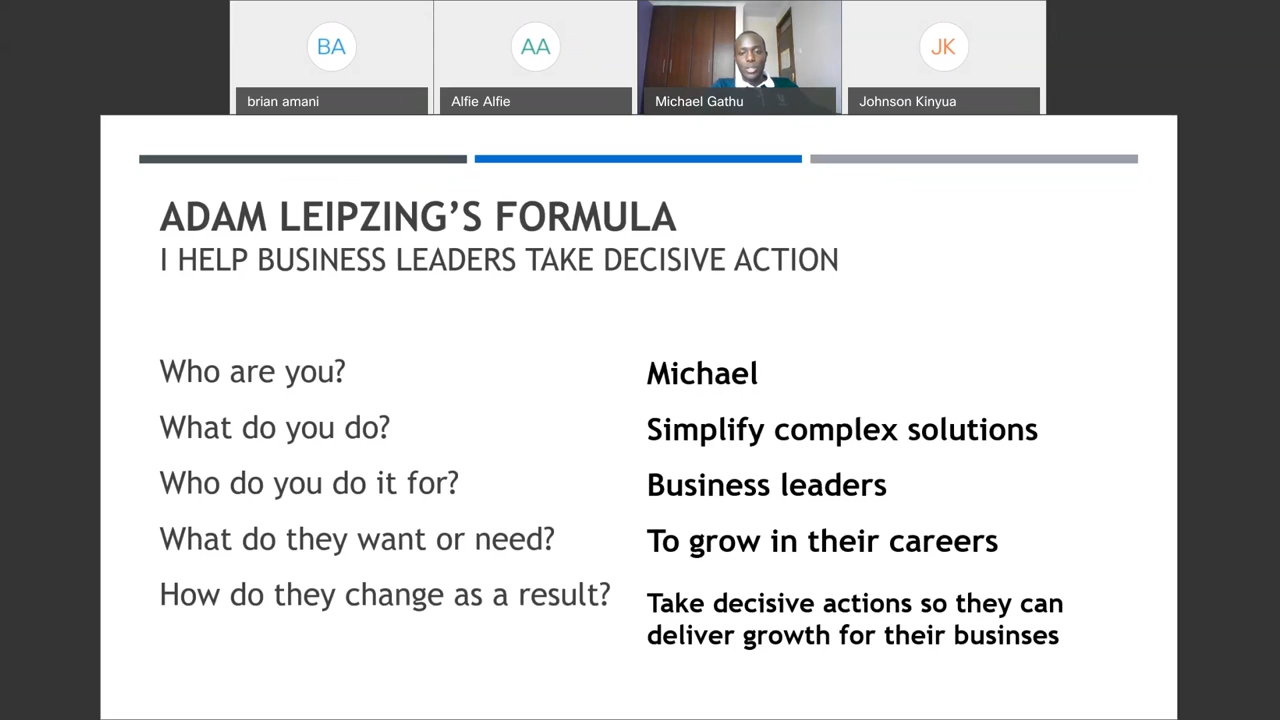 BA
AA
JK
brian amani
Alfie Alfie
Michael Gathu
Johnson Kinyua
ADAM LEIPZING’S FORMULA
I HELP BUSINESS LEADERS TAKE DECISIVE ACTION
Who are you?
Michael
What do you do?
Simplify complex solutions
Who do you do it for?
Business leaders
What do they want or need?
To grow in their careers
How do they change as a result?
Take decisive actions so they can
deliver growth for their businses